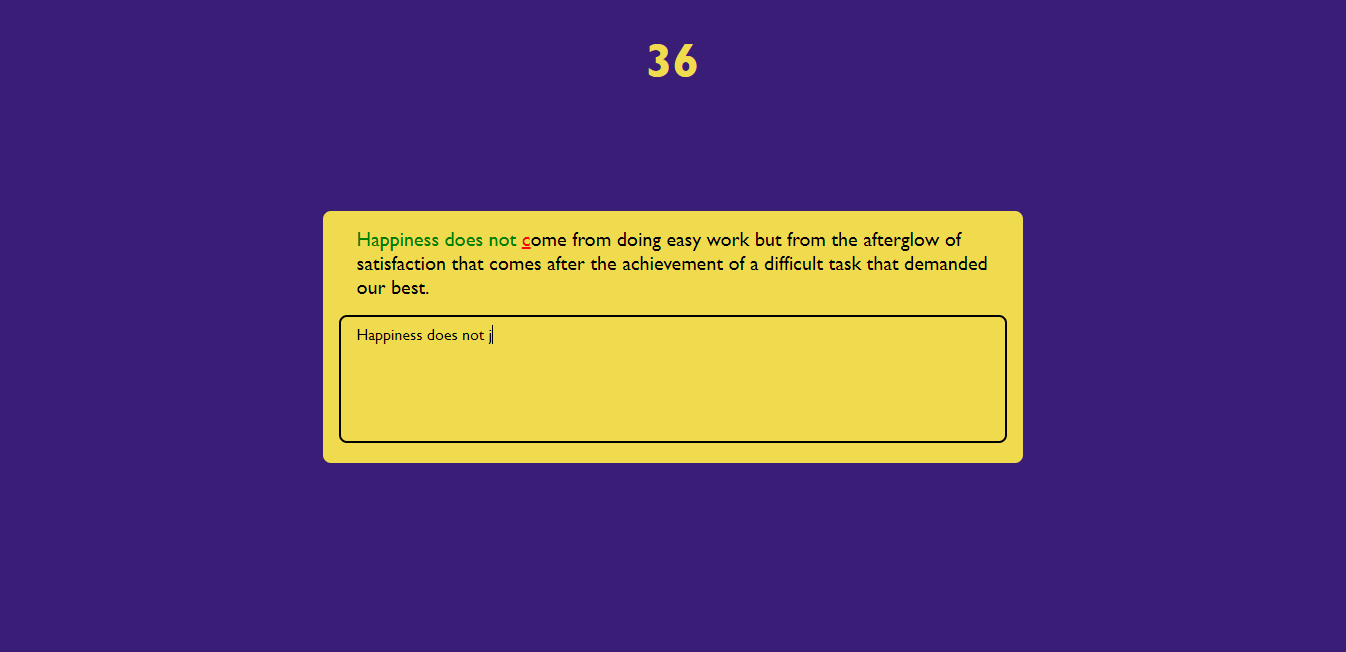 36
Happiness does not come from doing easy work but from the afterglow of
satisfaction that comes after the achievement of a difficult task that demanded
our best.
Happiness does not j